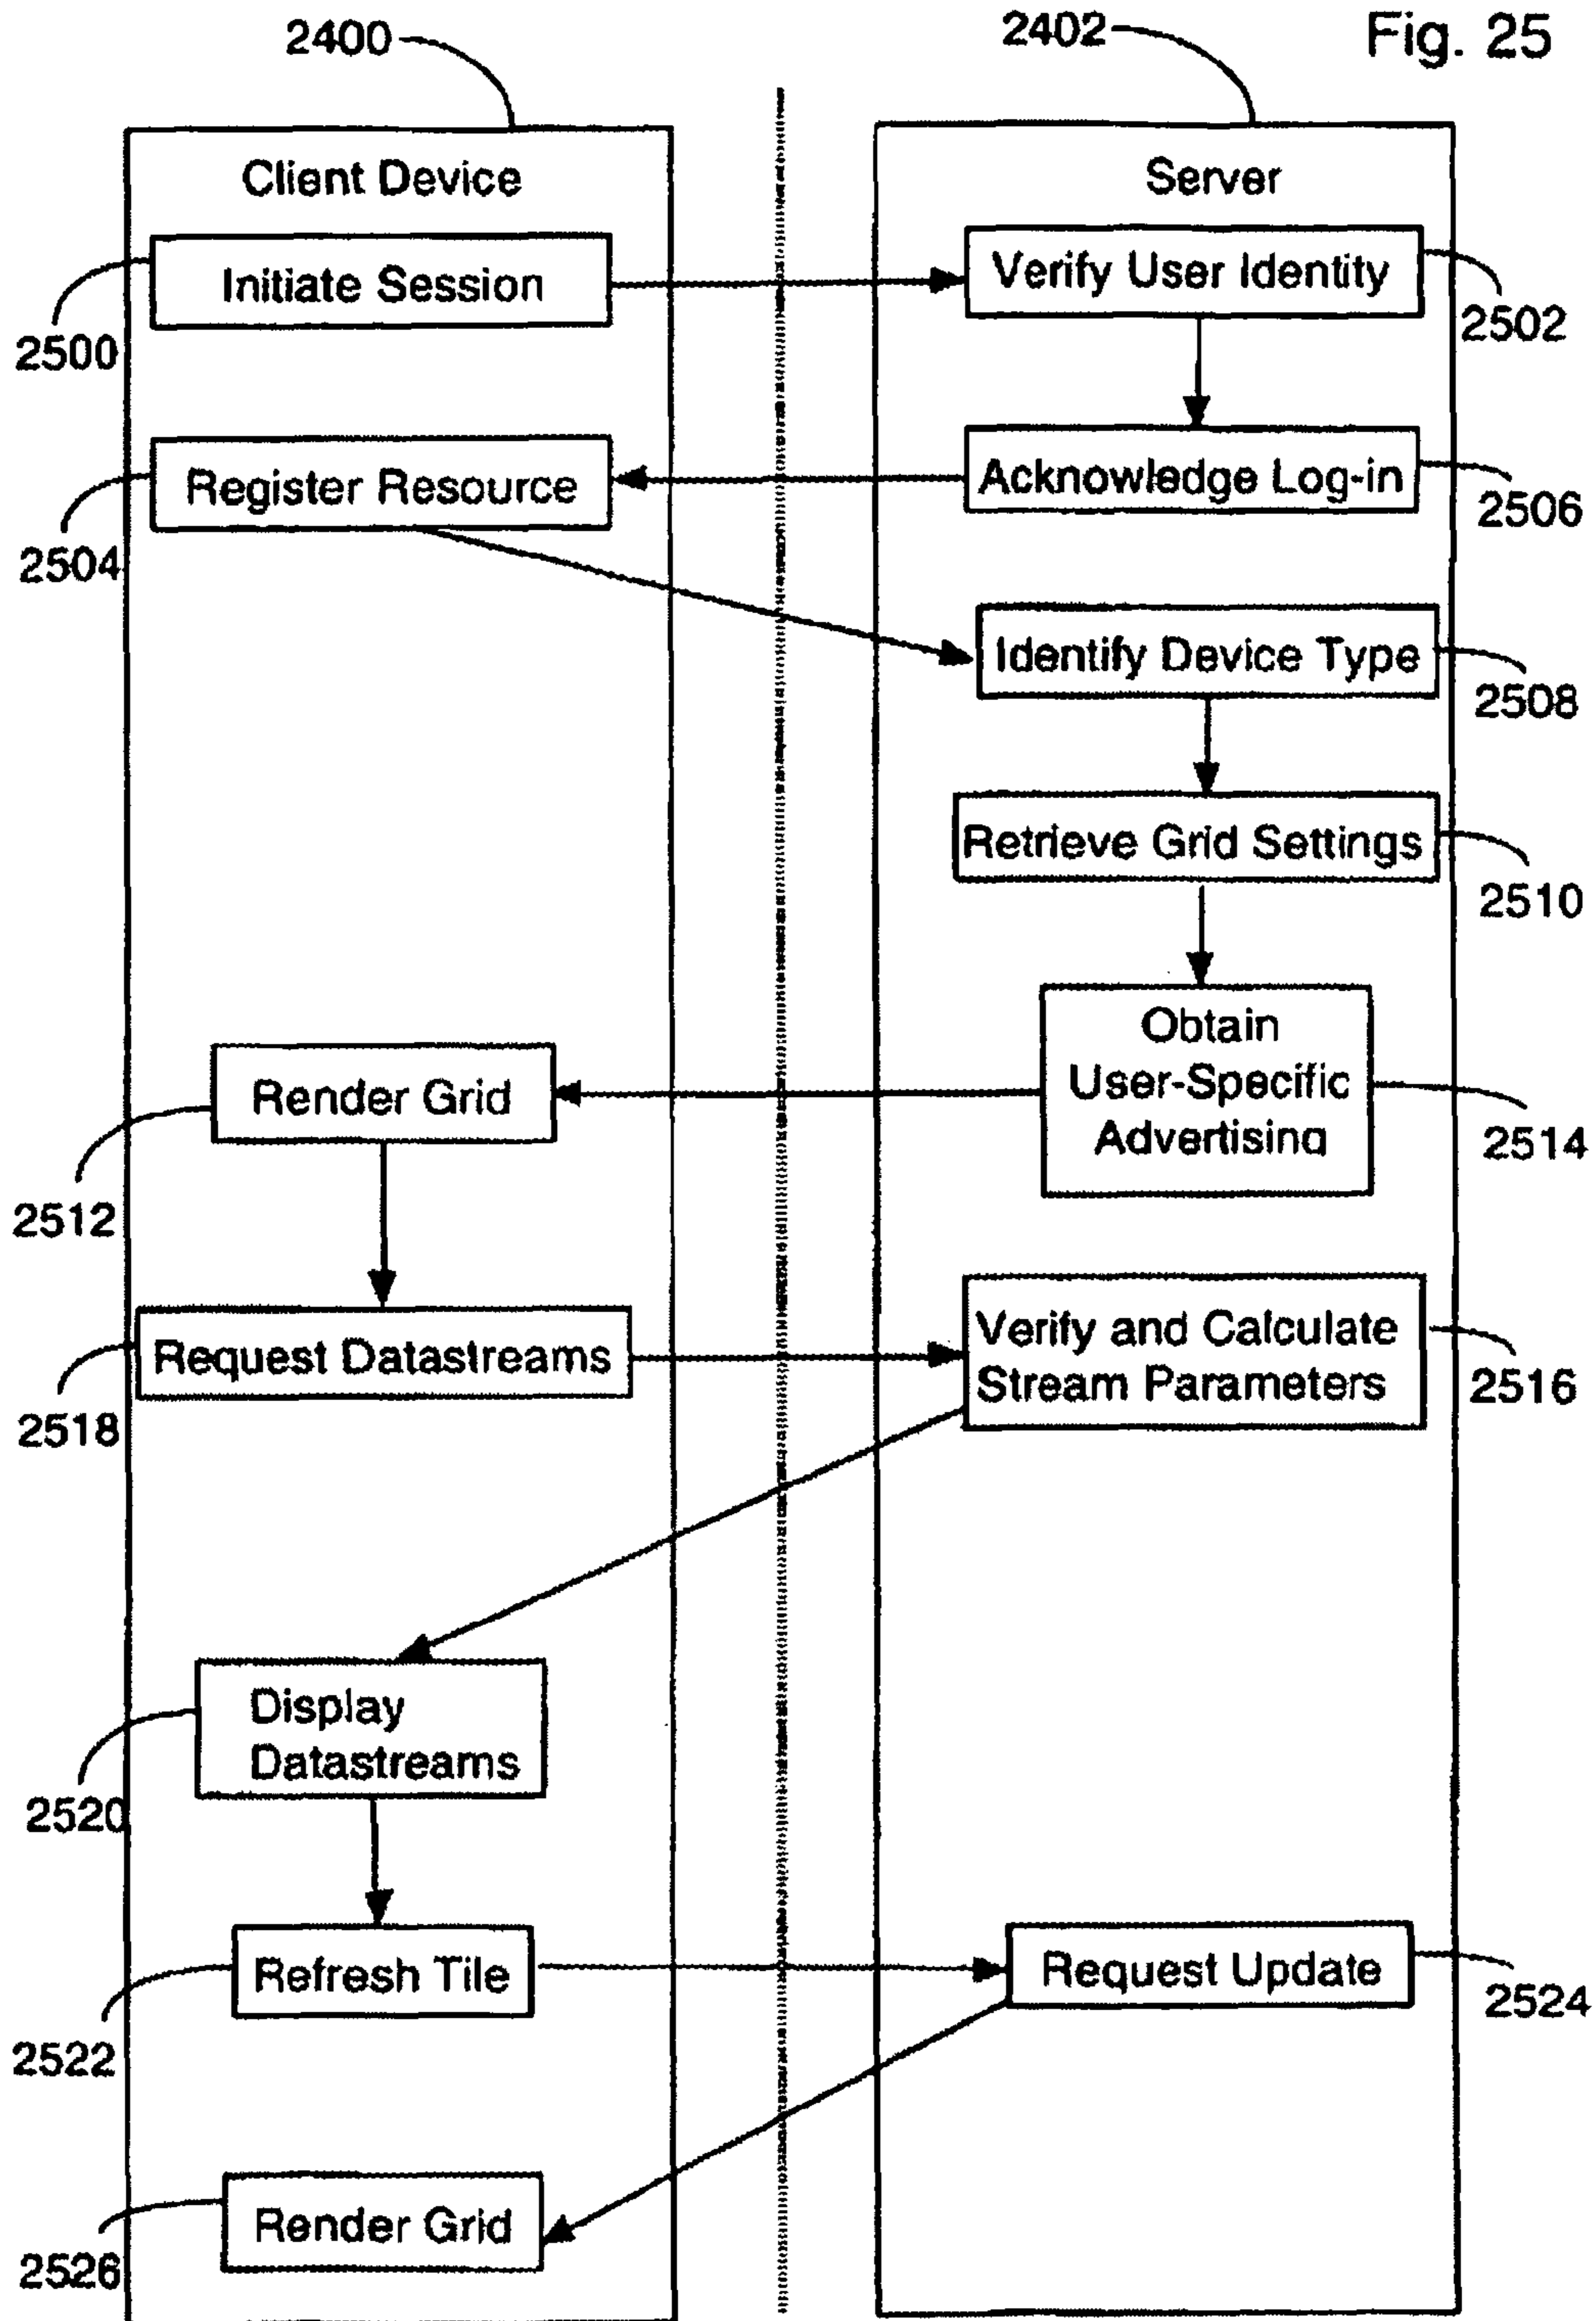 2400
2402
Fig. 25
Client Device
Server
Initiate Session
Verify User Identity
2500
2502
Register Resource
Acknowledge Log-in
2504
2506
Identify Device Type
2508
Retrieve Grid Settings
2510
Render Grid
Obtain
User-Specific
Advertising
2512
2514
Request Datastreams
Verify and Calculate
Stream Parameters
2518
2516
Display
Datastreams
2520
Refresh Tile
Request Update
2522
2524
Render Grid
2526